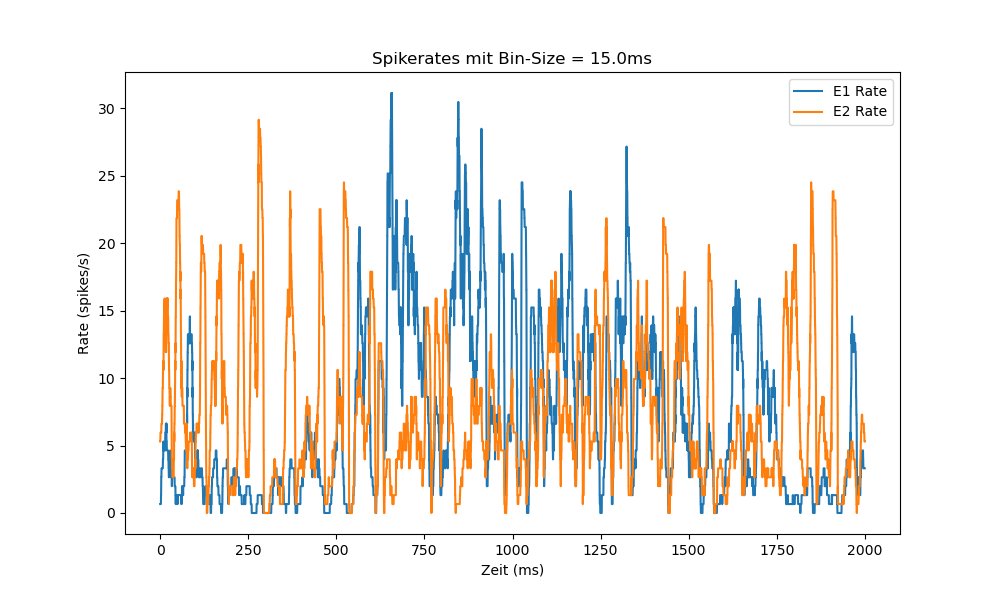 Spikerates mit Bin-Size = 15.0ms
E1 Rate
E2 Rate
Rate (spikes/s)
30
25
20
15
10
5
0
0 250 500 750 1000 1250 1500 1750 2000
Zeit (ms)